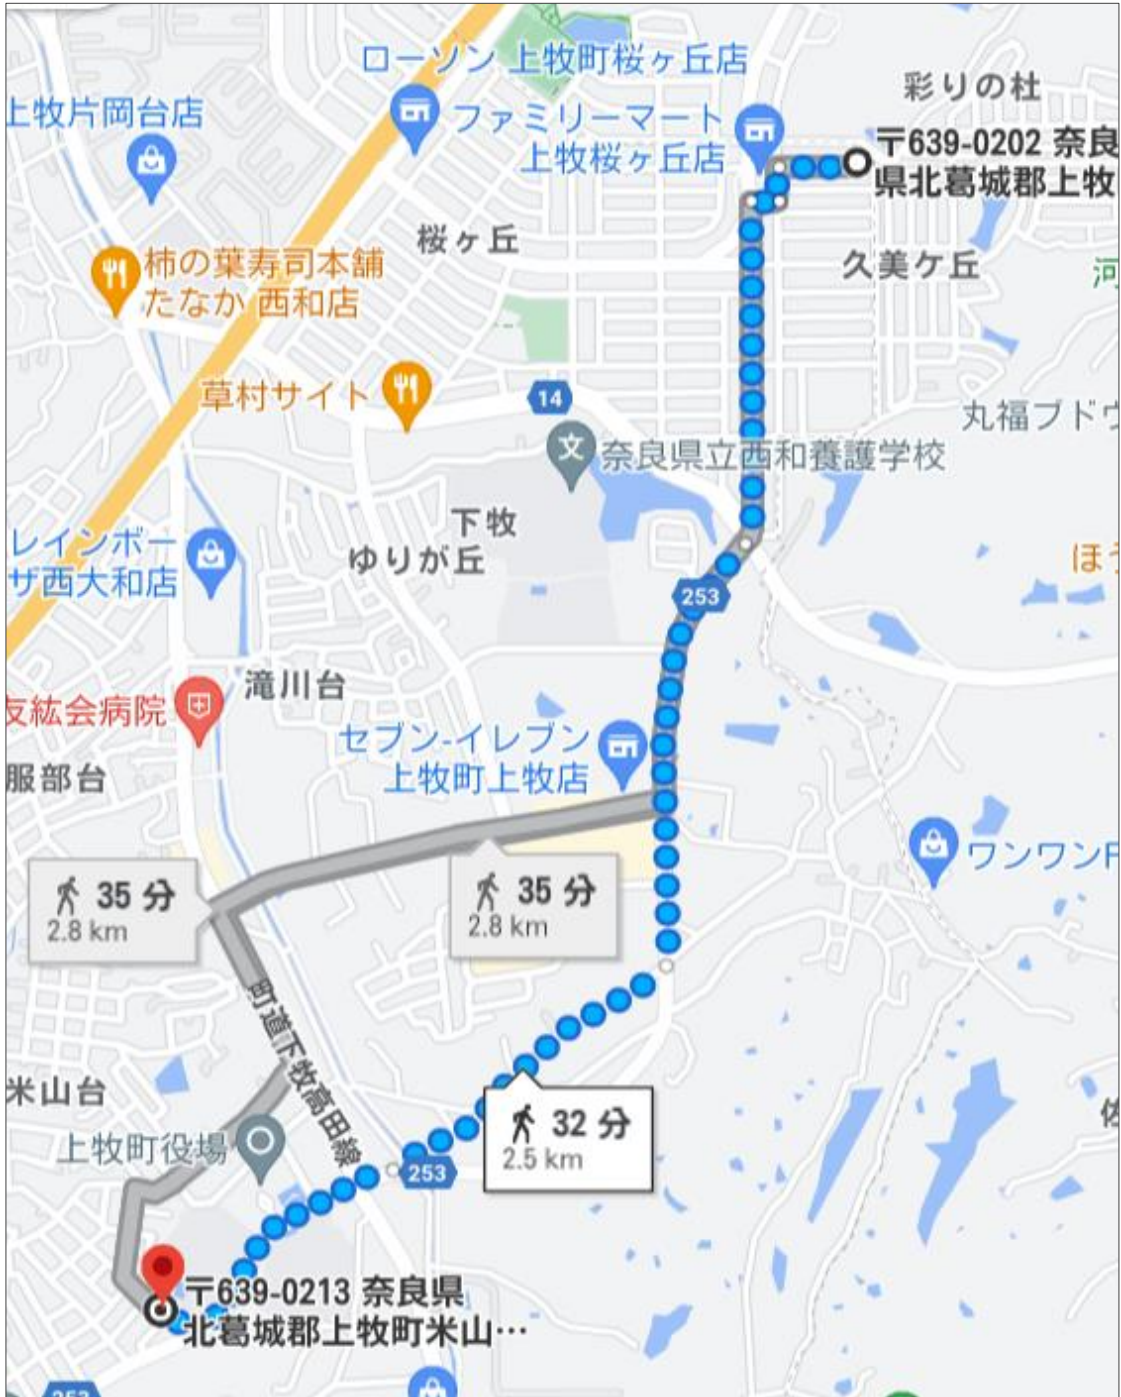 ローソン 上牧町桜ヶ丘店
彩りの杜
上牧片岡台店
ファミリーマート
上牧桜ヶ丘店
〒639-0202 奈良
県北葛城郡上牧
桜ヶ丘
久美ケ丘
河
柿の葉寿司本舗
たなか 西和店
草村サイト
14
丸福ブドウ
奈良県立西和養護学校
下牧
ゆりが丘
レインボー
ザ西大和店
ほう
253
滝川台
友紘会病院
セブン-イレブン
上牧町上牧店
服部台
ワンワンF
35 分
2.8 km
35 分
2.8 km
町道下牧高田線
米山台
佐
32 分
2.5 km
上牧町役場
253
〒639-0213 奈良県
北葛城郡上牧町米山…
253